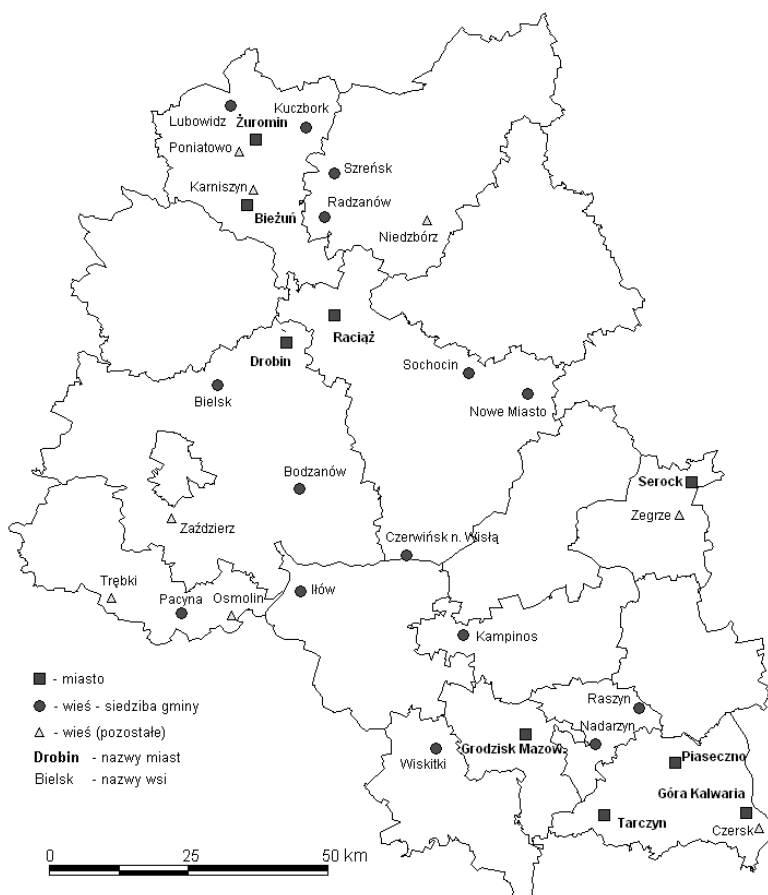 Kuczbork
Lubowidz
Żuromin
Poniatowo
Szreńsk
Karniszyn
Radzanów
Bieżuń
Niedzbórz
Raciąż
Drobin
Sochocin
Bielsk
Nowe Miasto
Bodzanów
Serock
Zegrze
Zaździerz
Czerwińsk n. Wisłą
Trębki
Pacyna
Osmolin
Iłów
Kampinos
- miasto
- wieś - siedziba gminy
Raszyn
- wieś (pozostałe)
Nadarzyn
Drobin - nazwy miast
Grodzisk Mazow.
Piaseczno
Bielsk - nazwy wsi
Wiskitki
Góra Kalwaria
Tarczyn
Czersk
0 25 50 km